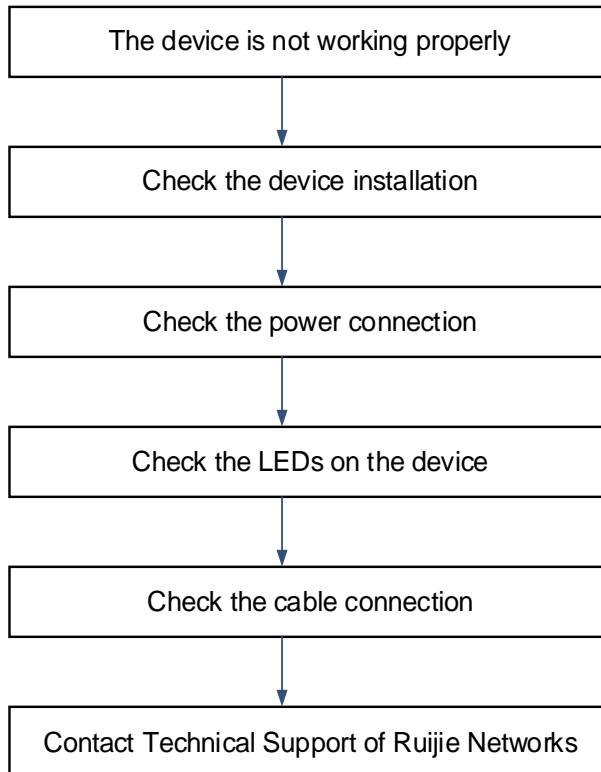 The device is not working properly
Check the device installation
Check the power connection
Check the LEDs on the device
Check the cable connection
Contact Technical Support of Ruijie Networks